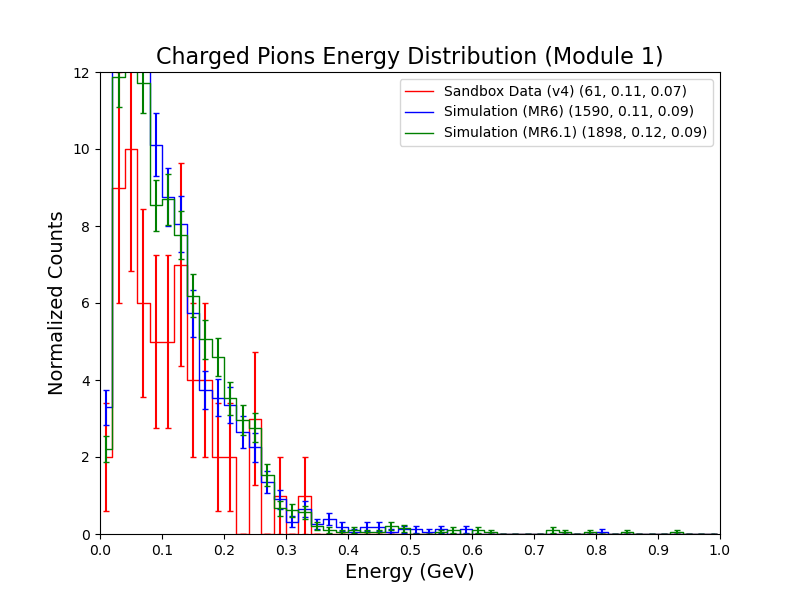 Charged Pions Energy Distribution (Module 1)
Sandbox Data (v4) (61, 0.11, 0.07)
Simulation (MR6) (1590, 0.11, 0.09)
Simulation (MR6.1) (1898, 0.12, 0.09)
Normalized Counts
12
10
8
6
4
2
0
0.0 0.1 0.2 0.3 0.4 0.5 0.6 0.7 0.8 0.9 1.0
Energy (GeV)